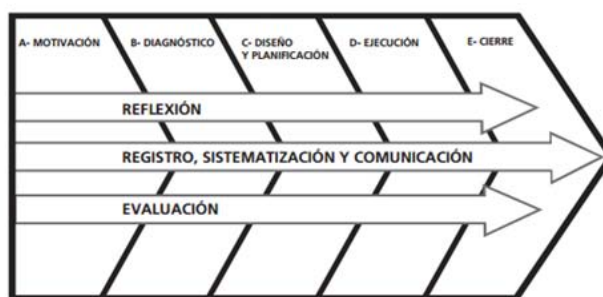 A- MOTIVACIÓN
B- DIAGNÓSTICO
C- DISEÑO
Y PLANIFICACIÓN
D- EJECUCIÓN
E- CIERRE
REFLEXIÓN
REGISTRO, SISTEMATIZACIÓN Y COMUNICACIÓN
EVALUACIÓN